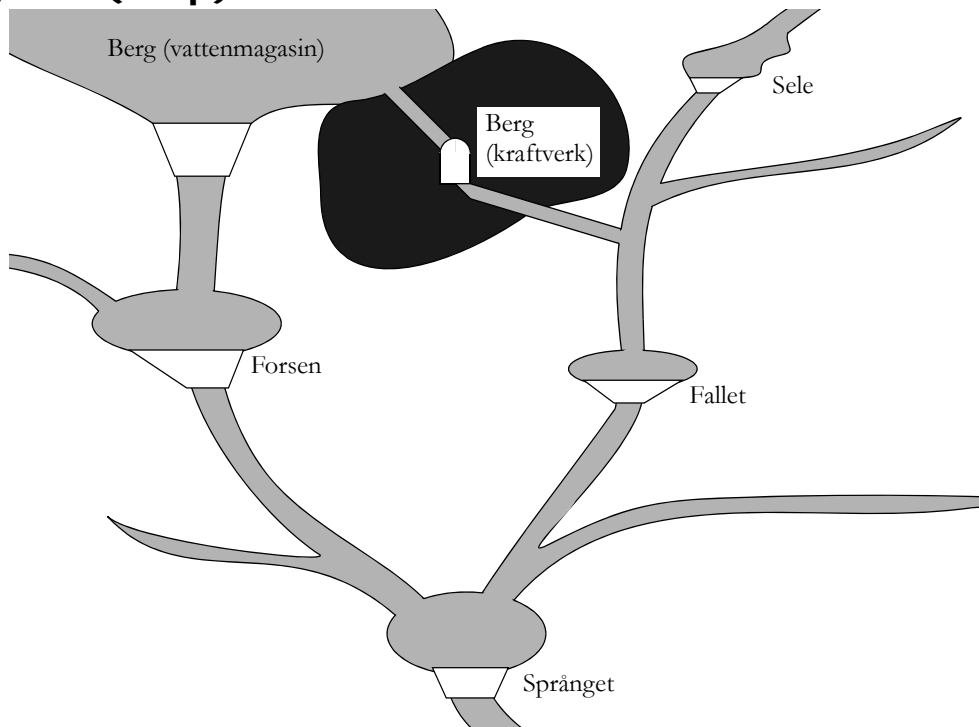 Berg (vattenmagasin)
Sele
Berg
(kraftverk)
Forsen
Fallet
Språnget